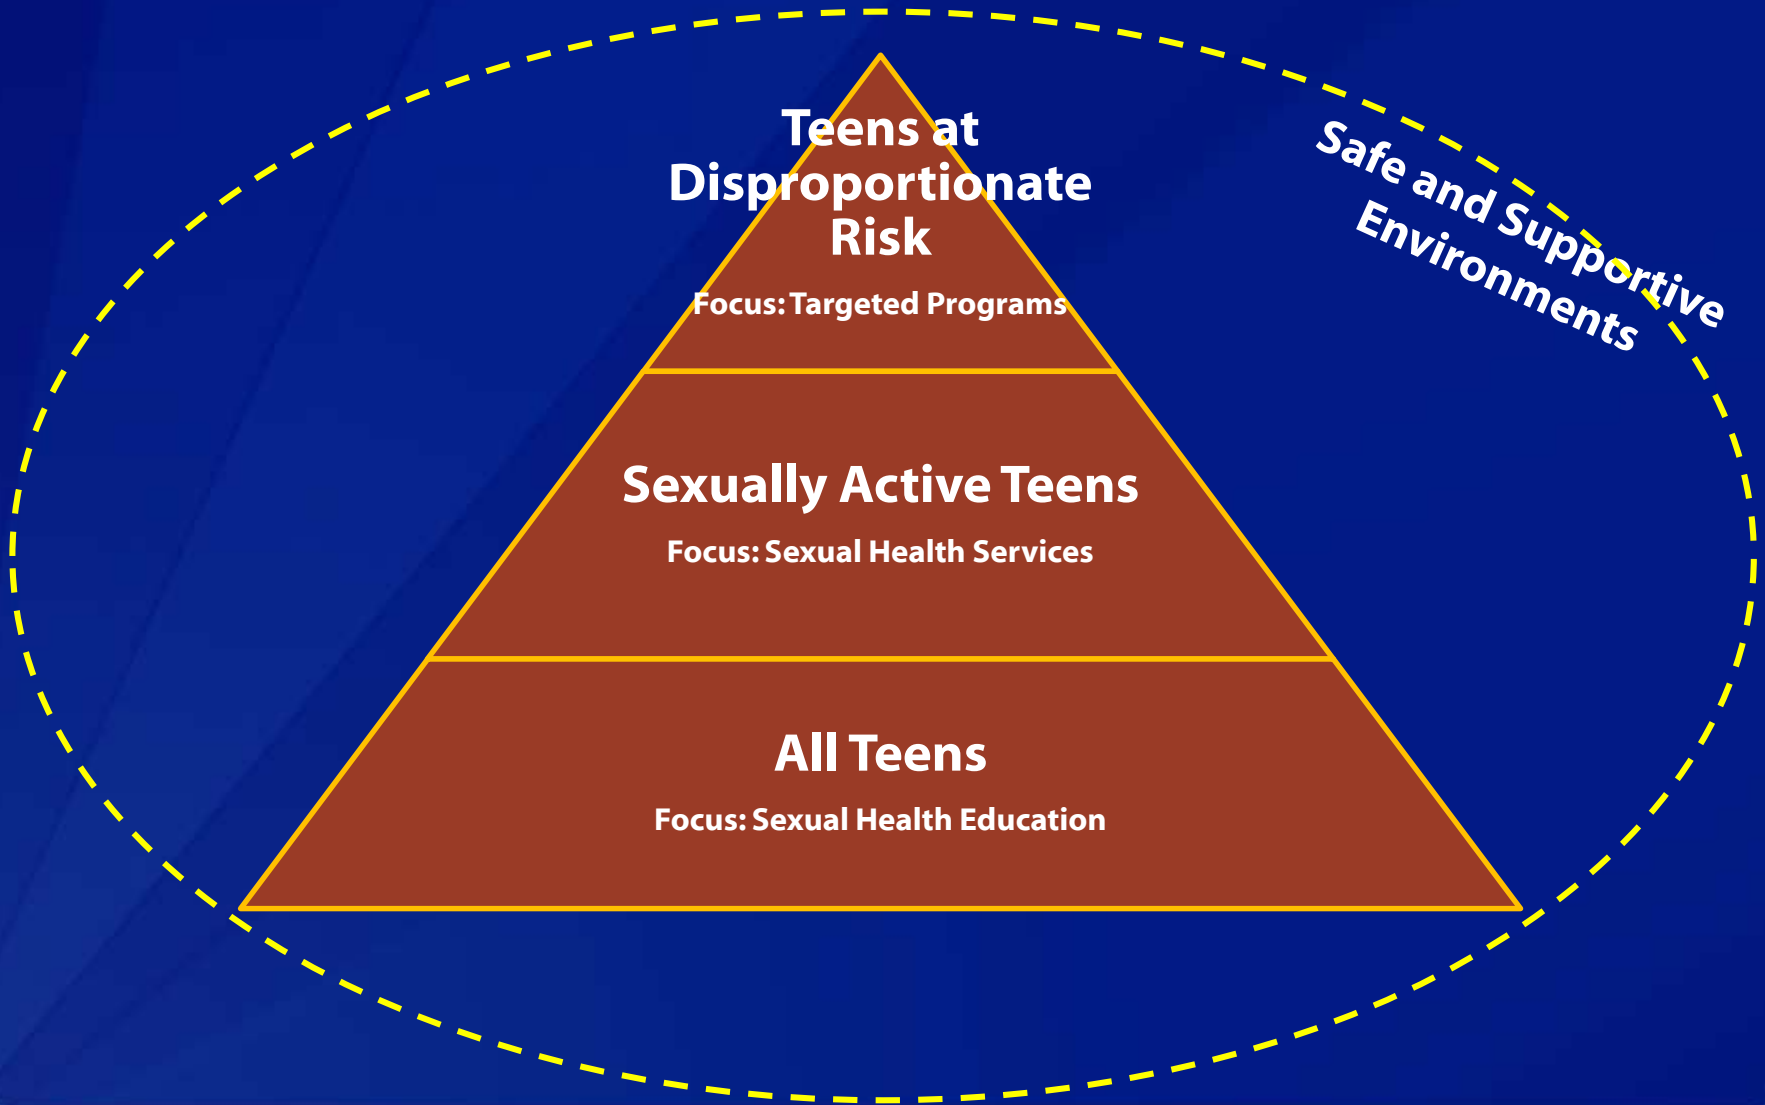 Teens at
Disproportionate
Risk
Focus: Targeted Programs
Safe and Supportive
Environments
Sexually Active Teens
Focus: Sexual Health Services
All Teens
Focus: Sexual Health Education